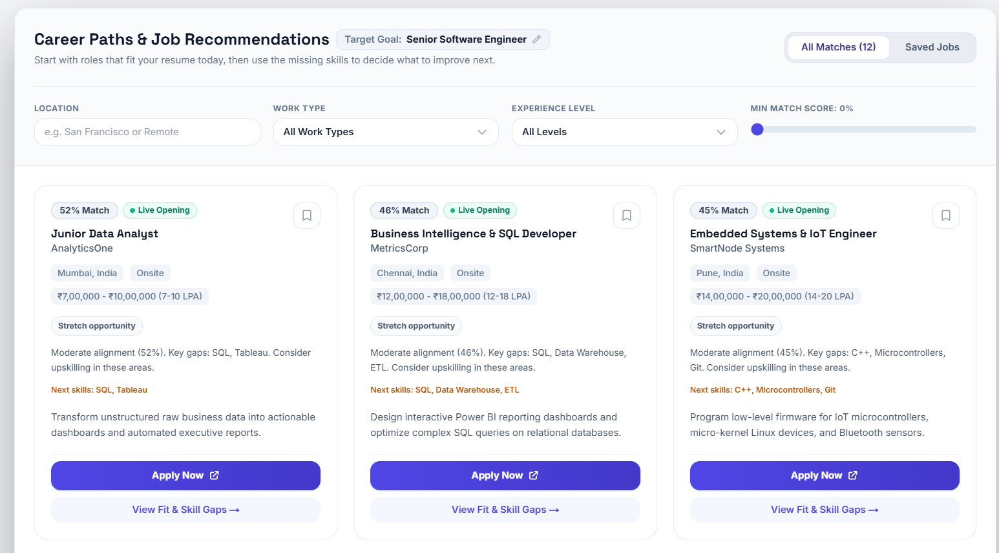 Career Paths & Job Recommendations
Target Goal: Senior Software Engineer
Start with roles that fit your resume today, then use the missing skills to decide what to improve next.
All Matches (12)
Saved Jobs
LOCATION
e.g. San Francisco or Remote
WORK TYPE
All Work Types
EXPERIENCE LEVEL
All Levels
MIN MATCH SCORE: 0%
52% Match
Live Opening
Junior Data Analyst
AnalyticsOne
Mumbai, India
Onsite
₹7,00,000 - ₹10,00,000 (7-10 LPA)
Stretch opportunity
Moderate alignment (52%). Key gaps: SQL, Tableau. Consider
upskilling in these areas.
Next skills: SQL, Tableau
Transform unstructured raw business data into actionable
dashboards and automated executive reports.
Apply Now
View Fit & Skill Gaps →
46% Match
Live Opening
Business Intelligence & SQL Developer
MetricsCorp
Chennai, India
Onsite
₹12,00,000 - ₹18,00,000 (12-18 LPA)
Stretch opportunity
Moderate alignment (46%). Key gaps: SQL, Data Warehouse,
ETL. Consider upskilling in these areas.
Next skills: SQL, Data Warehouse, ETL
Design interactive Power BI reporting dashboards and
optimize complex SQL queries on relational databases.
Apply Now
View Fit & Skill Gaps →
45% Match
Live Opening
Embedded Systems & IoT Engineer
SmartNode Systems
Pune, India
Onsite
₹14,00,000 - ₹20,00,000 (14-20 LPA)
Stretch opportunity
Moderate alignment (45%). Key gaps: C++, Microcontrollers,
Git. Consider upskilling in these areas.
Next skills: C++, Microcontrollers, Git
Program low-level firmware for IoT microcontrollers,
micro-kernel Linux devices, and Bluetooth sensors.
Apply Now
View Fit & Skill Gaps →